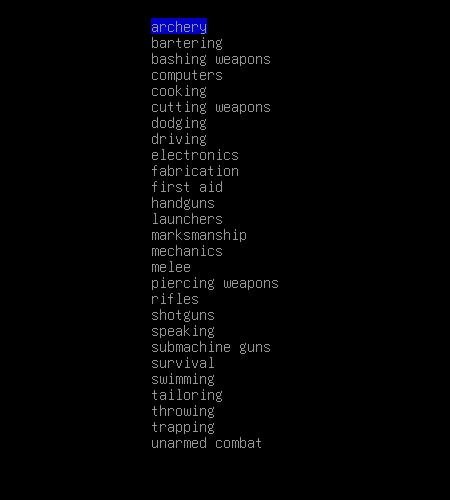 archery
bartering
bashing weapons
computers
cooking
cutting weapons
dodging
driving
electronics
fabrication
first aid
handguns
launchers
marksmanship
mechanics
melee
piercing weapons
rifles
shotguns
speaking
submachine guns
survival
swimming
tailoring
throwing
trapping
unarmed combat